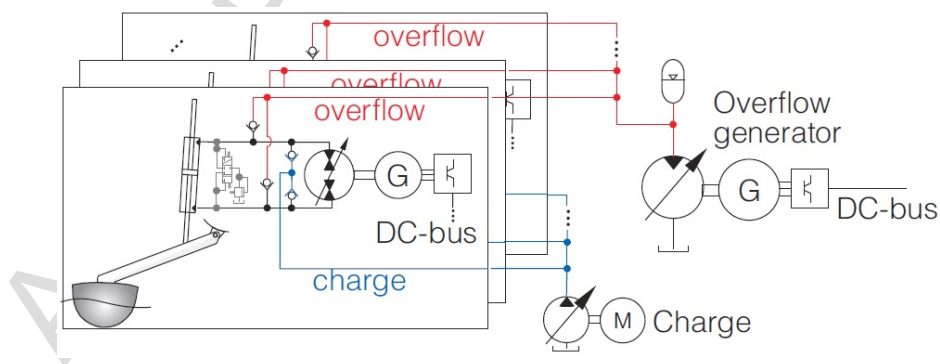 overflow
overflow
overflow
Overflow
generator
G
G
DC-bus
DC-bus
charge
M
Charge